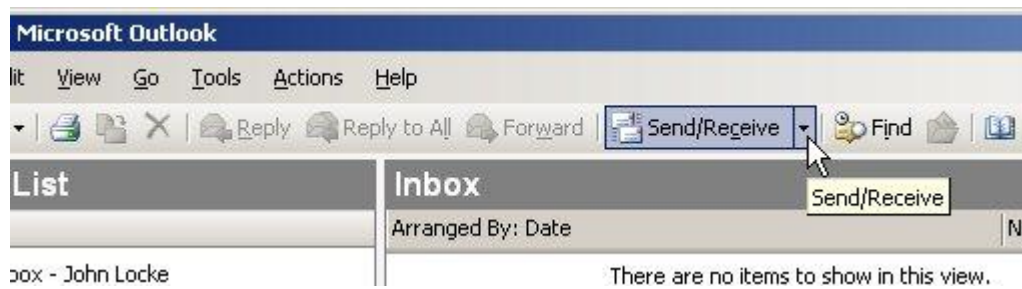 Microsoft Outlook
lit View Go Tools Actions Help
Reply Reply to All Forward Send/Receive Find
List Inbox
Send/Receive
Arranged By: Date N
box - John Locke There are no items to show in this view.